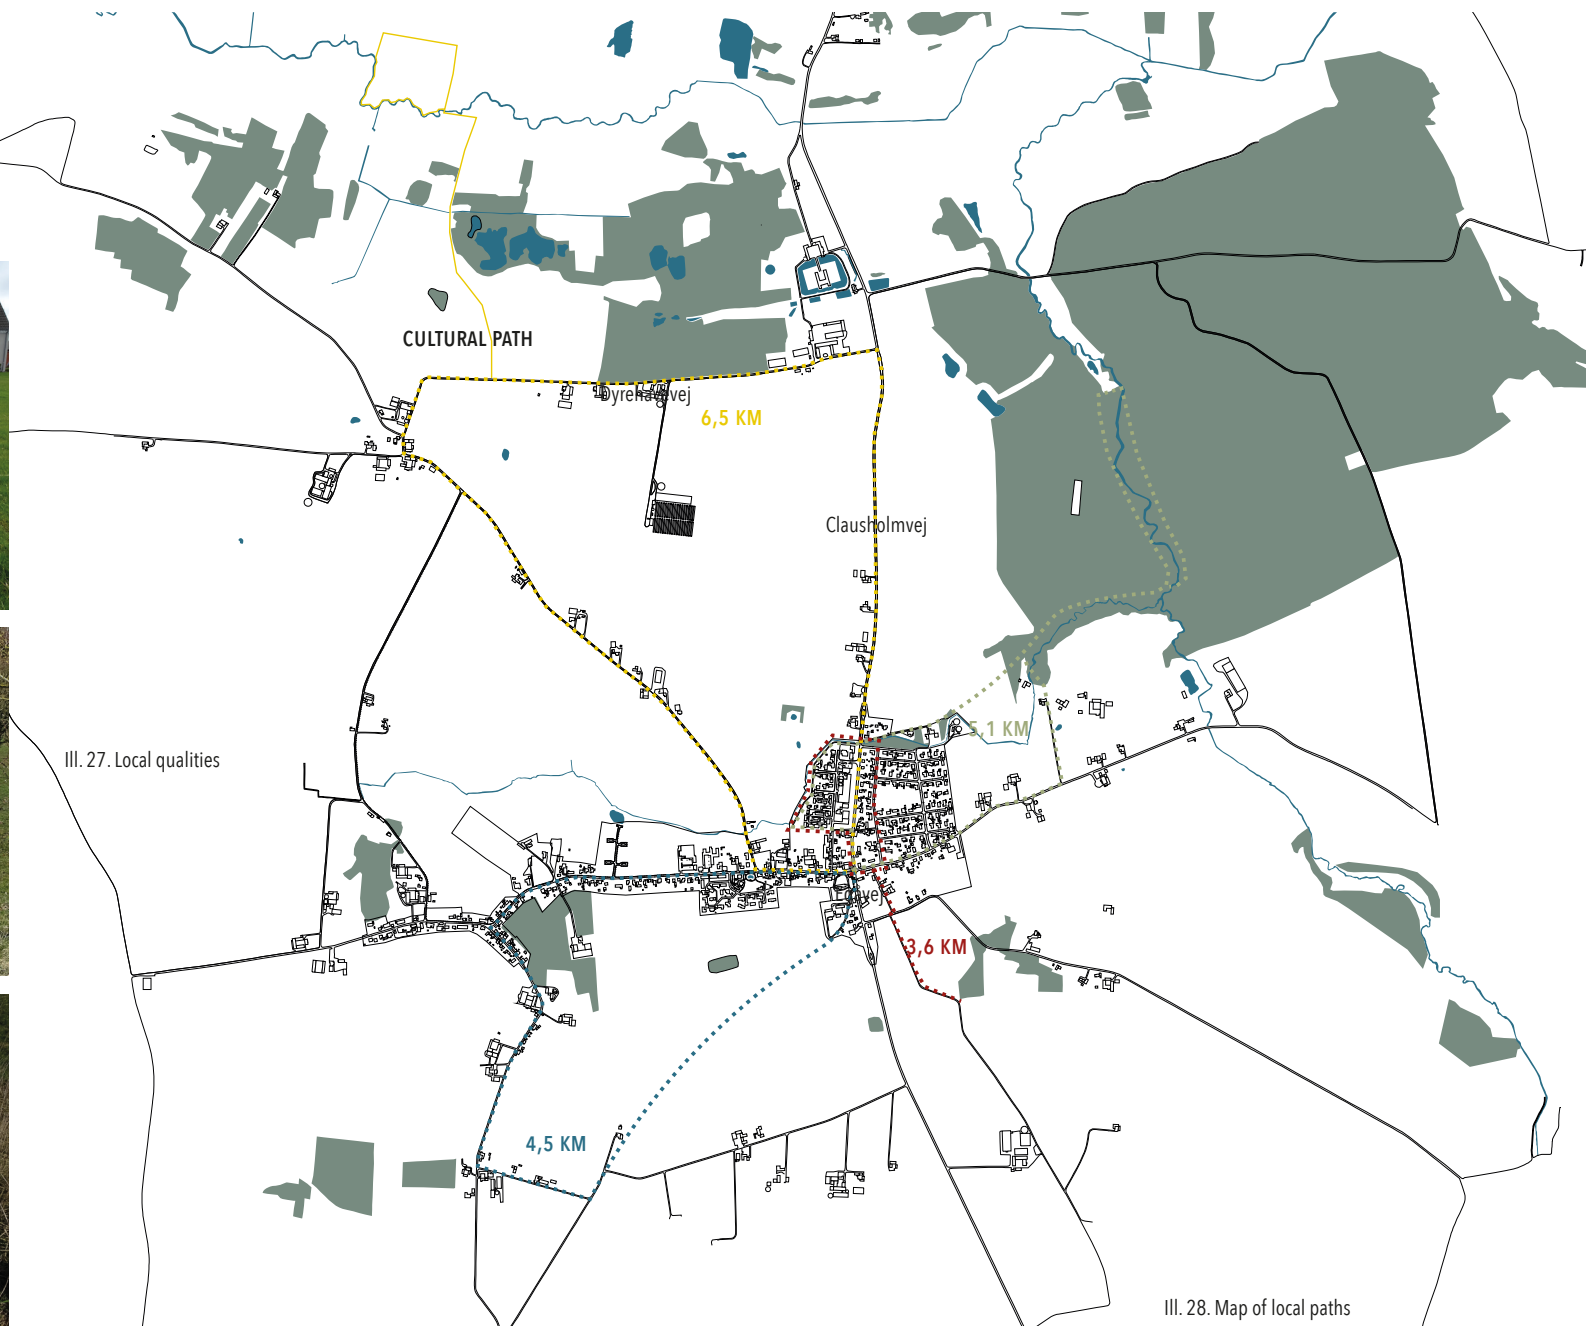 CULTURAL PATH
Dyrehavevej
6,5 KM
Clausholmvej
5,1 KM
Ill. 27. Local qualities
3,6 KM
4,5 KM
Ill. 28. Map of local paths